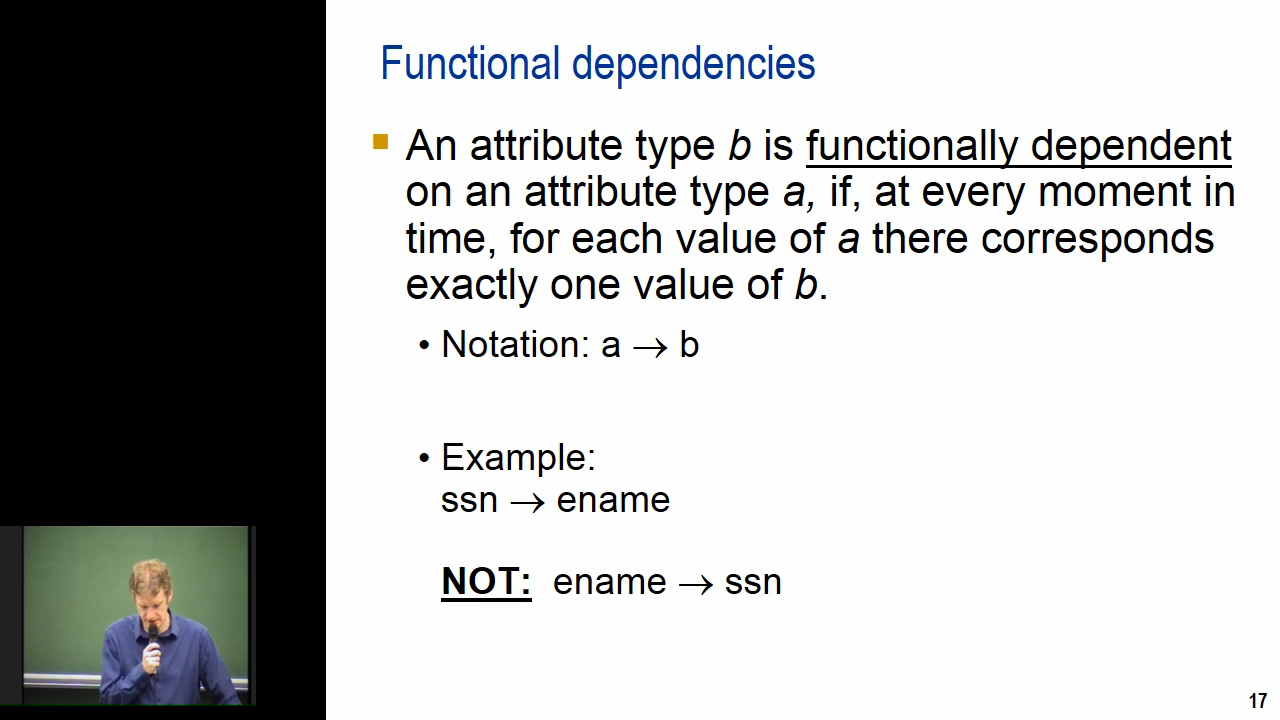 Functional dependencies
An attribute type b is functionally dependent
on an attribute type a, if, at every moment in
time, for each value of a there corresponds
exactly one value of b.
• Notation: a → b
• Example:
ssn → ename
NOT: ename → ssn
17